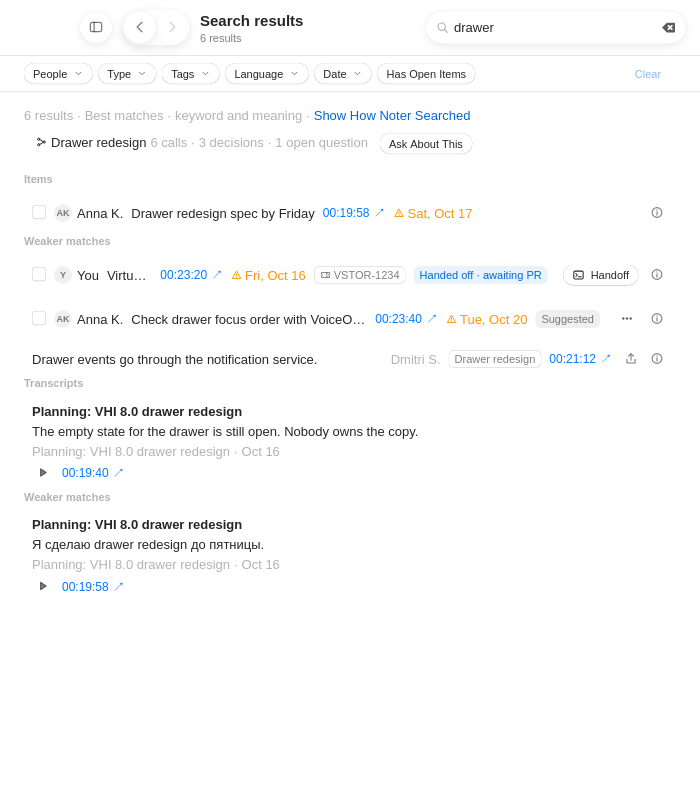 Search results
6 results
drawer
People
Type
Tags
Language
Date
Has Open Items
Clear
6 results · Best matches · keyword and meaning · Show How Noter Searched
Drawer redesign 6 calls · 3 decisions · 1 open question Ask About This
Items
AK Anna K. Drawer redesign spec by Friday 00:19:58 Sat, Oct 17
Weaker matches
Y You Virtu… 00:23:20 Fri, Oct 16 VSTOR-1234 Handed off · awaiting PR Handoff
AK Anna K. Check drawer focus order with VoiceO… 00:23:40 Tue, Oct 20 Suggested
Drawer events go through the notification service. Dmitri S. Drawer redesign 00:21:12
Transcripts
Planning: VHI 8.0 drawer redesign
The empty state for the drawer is still open. Nobody owns the copy.
Planning: VHI 8.0 drawer redesign · Oct 16
00:19:40
Weaker matches
Planning: VHI 8.0 drawer redesign
Я сделаю drawer redesign до пятницы.
Planning: VHI 8.0 drawer redesign · Oct 16
00:19:58